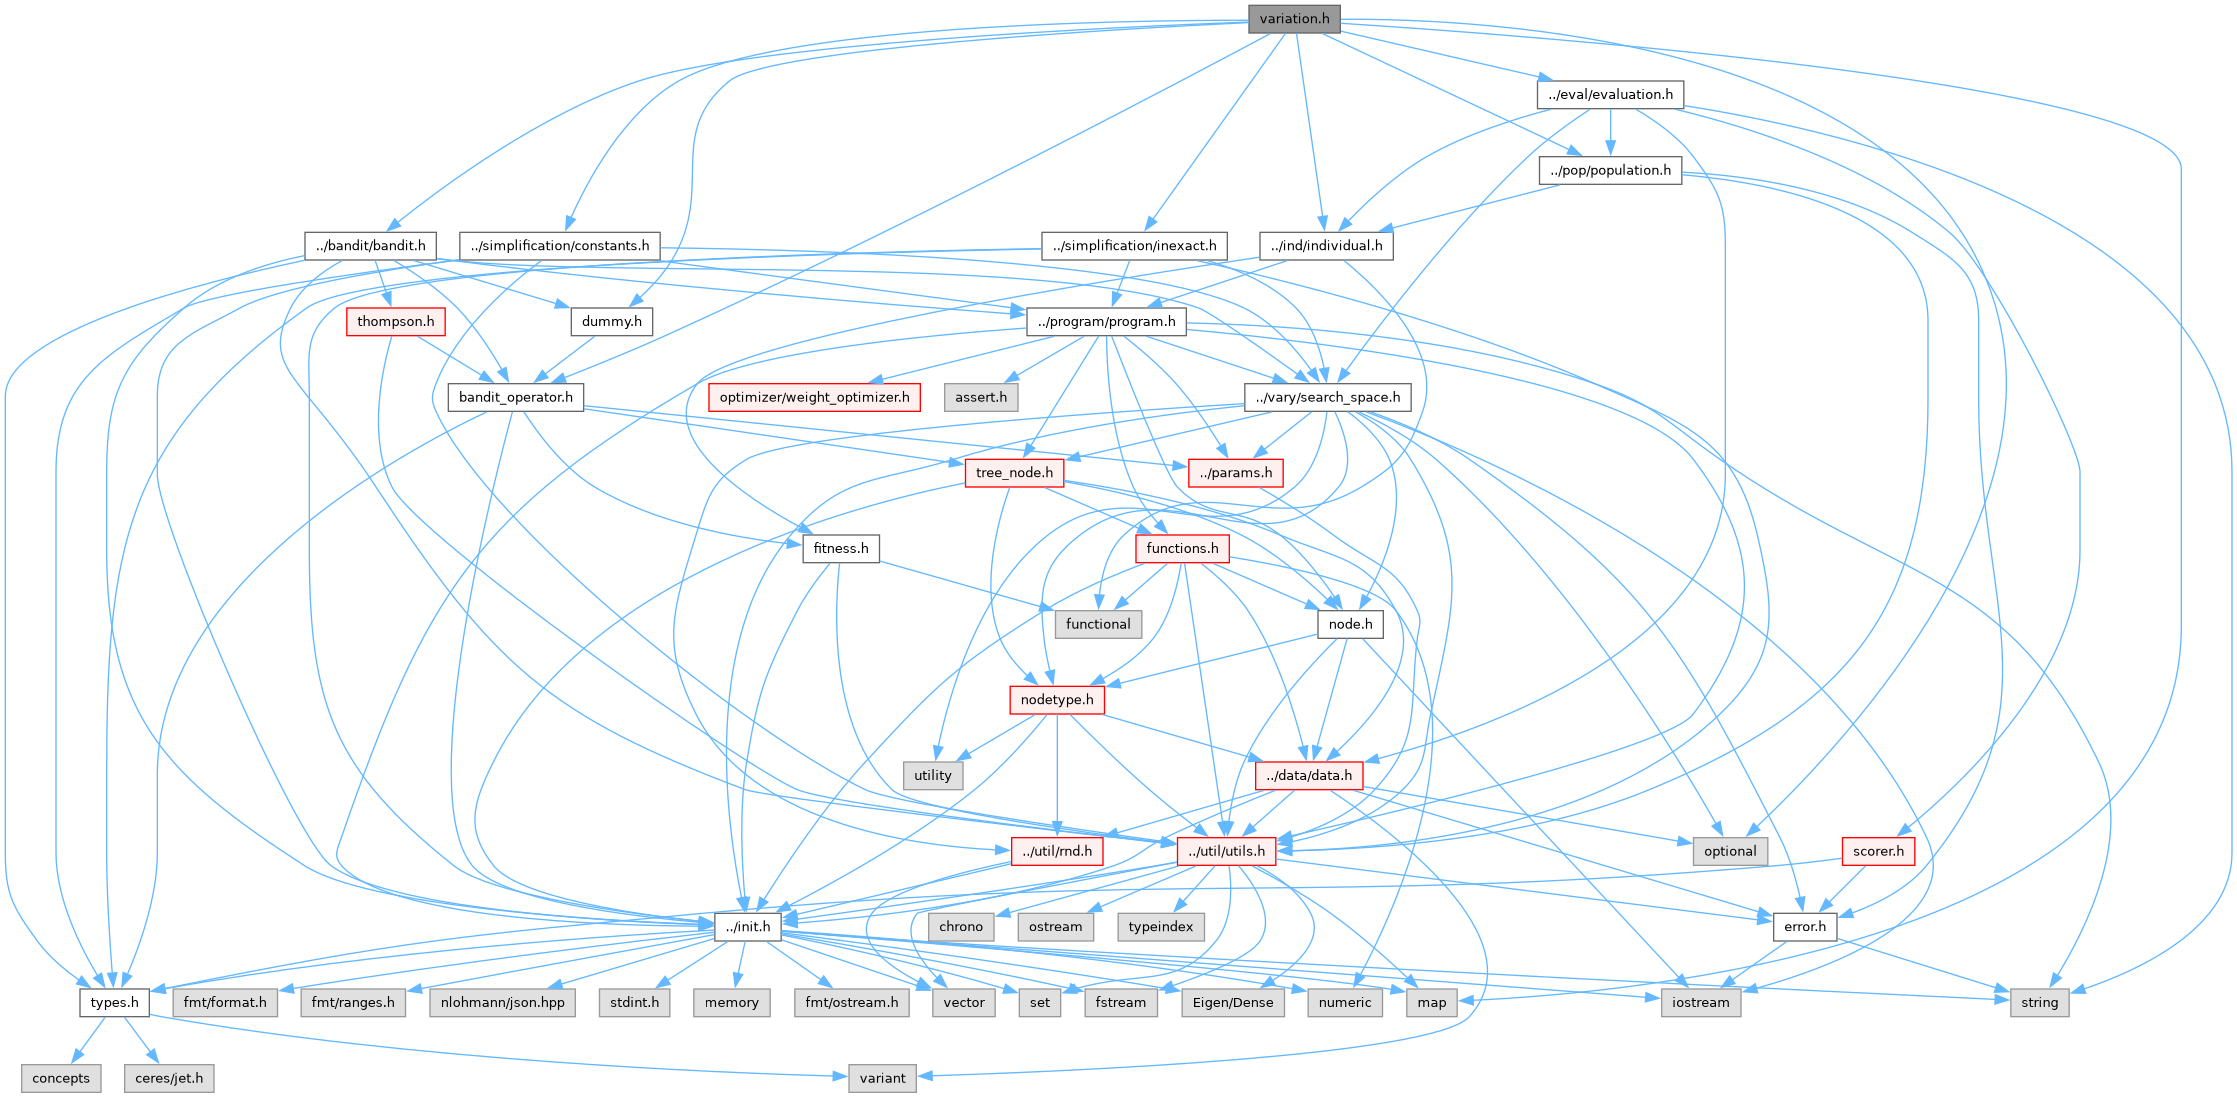 variation.h
../eval/evaluation.h
../pop/population.h
../bandit/bandit.h
../simplification/constants.h
../simplification/inexact.h
../ind/individual.h
thompson.h
dummy.h
../program/program.h
bandit_operator.h
optimizer/weight_optimizer.h
assert.h
../vary/search_space.h
tree_node.h
../params.h
fitness.h
functions.h
functional
node.h
nodetype.h
utility
../data/data.h
../util/rnd.h
../util/utils.h
optional
scorer.h
../init.h
chrono
ostream
typeindex
error.h
types.h
fmt/format.h
fmt/ranges.h
nlohmann/json.hpp
stdint.h
memory
fmt/ostream.h
vector
set
fstream
Eigen/Dense
numeric
map
iostream
string
concepts
ceres/jet.h
variant